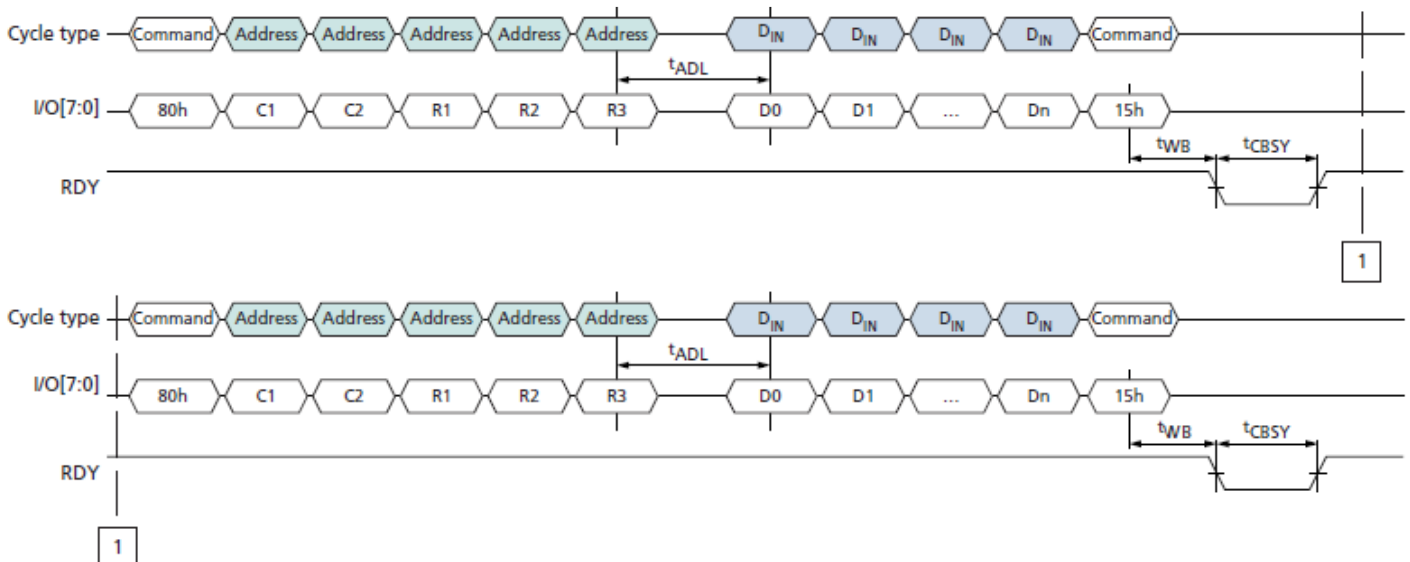 Cycle type Command Address Address Address Address Address DIN DIN DIN DIN Command
tADL
I/O[7:0] 80h C1 C2 R1 R2 R3 D0 D1 ... Dn 15h
tWB tCBSY
RDY
1
Cycle type Command Address Address Address Address Address DIN DIN DIN DIN Command
tADL
I/O[7:0] 80h C1 C2 R1 R2 R3 D0 D1 ... Dn 15h
tWB tCBSY
RDY
1